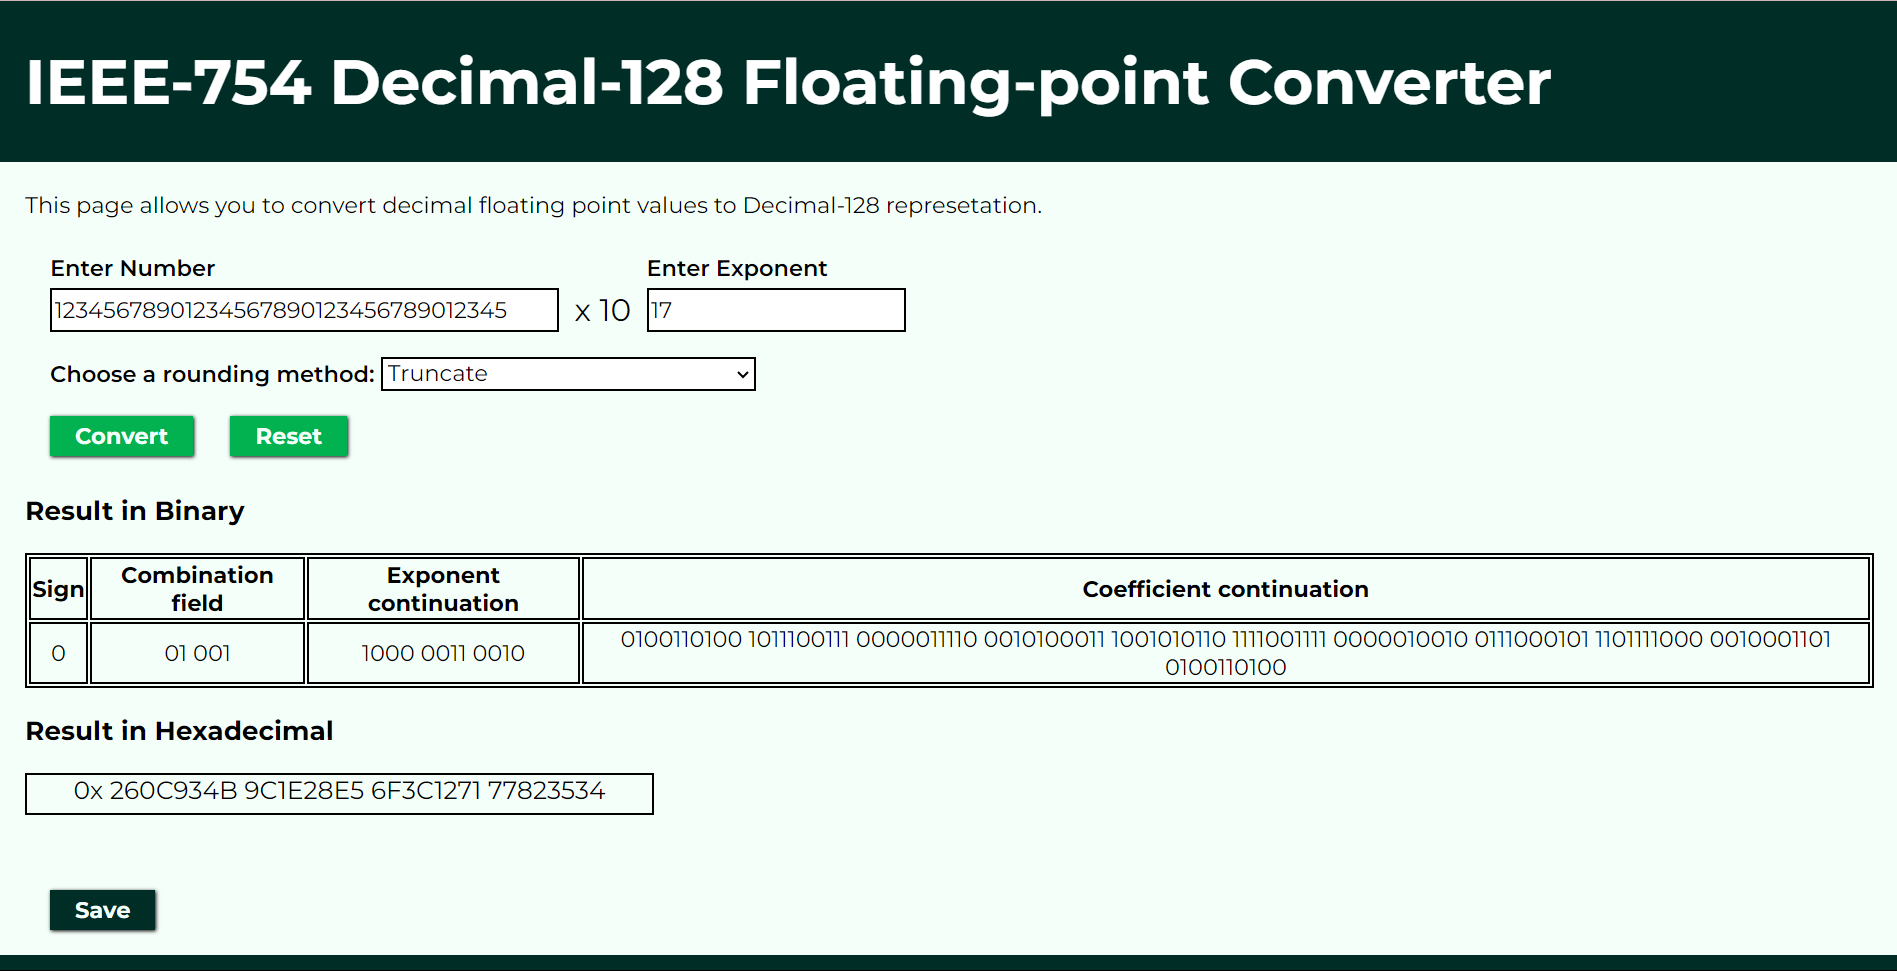 IEEE-754 Decimal-128 Floating-point Converter
This page allows you to convert decimal floating point values to Decimal-128 represetation.
Enter Number
Enter Exponent
12345678901234567890123456789012345
x 10
17
Choose a rounding method: Truncate
Convert
Reset
Result in Binary
Sign
Combination
field
Exponent
continuation
Coefficient continuation
0
01 001
1000 0011 0010
0100110100 1011100111 0000011110 0010100011 1001010110 1111001111 0000010010 0111000101 1101111000 0010001101
0100110100
Result in Hexadecimal
0x 260C934B 9C1E28E5 6F3C1271 77823534
Save